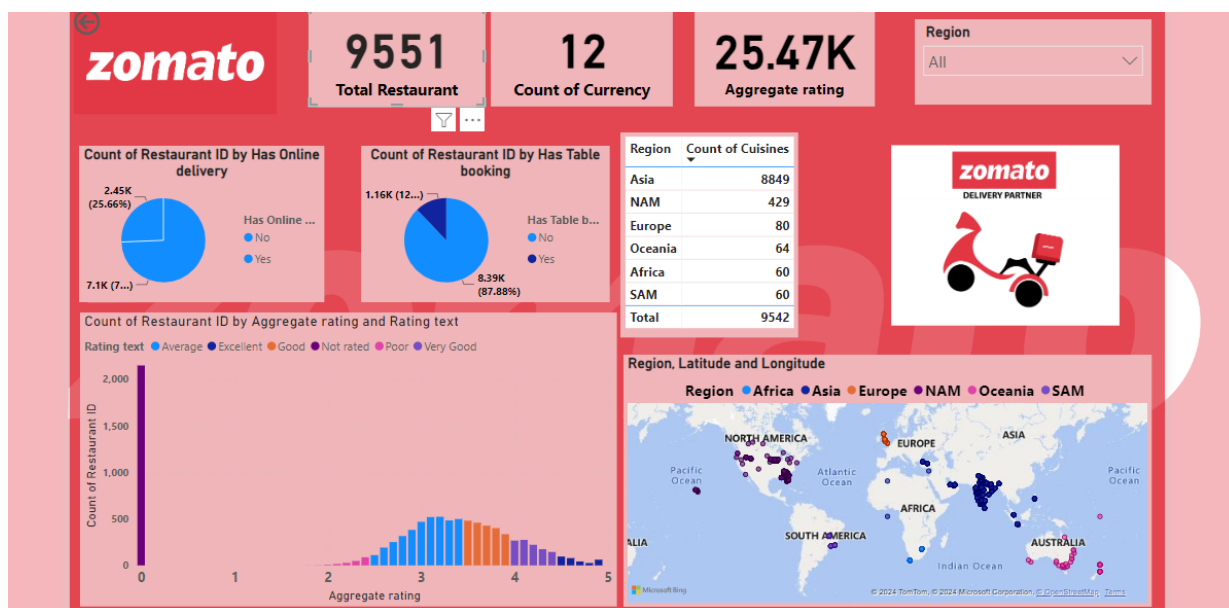 zomato
9551
Total Restaurant
12
Count of Currency
25.47K
Aggregate rating
Region
All
Count of Restaurant ID by Has Online
delivery
2.45K
(25.66%)
7.1K (7...)
Has Online ...
No
Yes
Count of Restaurant ID by Has Table
booking
1.16K (12...)
8.39K
(87.88%)
Has Table b...
No
Yes
Region Count of Cuisines
Asia 8849
NAM 429
Europe 80
Oceania 64
Africa 60
SAM 60
Total 9542
zomato
DELIVERY PARTNER
Count of Restaurant ID by Aggregate rating and Rating text
Rating text Average Excellent Good Not rated Poor Very Good
Count of Restaurant ID
2,000
1,500
1,000
500
0
0 1 2 3 4 5
Aggregate rating
Region, Latitude and Longitude
Region Africa Asia Europe NAM Oceania SAM
NORTH AMERICA
EUROPE
ASIA
Pacific
Ocean
Atlantic
Ocean
Pacific
Ocean
AFRICA
SOUTH AMERICA
ALIA
AUSTRALIA
Indian Ocean
Microsoft Bing
© 2024 TomTom, © 2024 Microsoft Corporation, © OpenStreetMap Terms